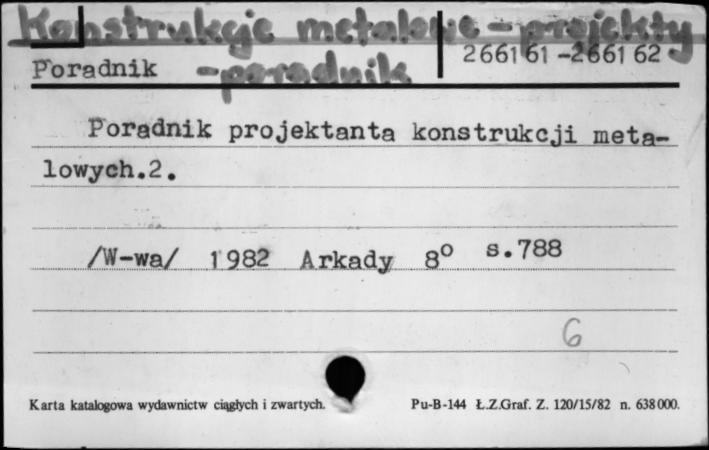 Konstrukcje metalowe - projekty
Poradnik - poradnik 266161 -266162
Poradnik projektanta konstrukcji meta-
lowych.2.
/W-wa/ 1982 Arkady 8° s.788
6
Karta katalogowa wydawnictw ciągłych i zwartych. Pu-B-144 Ł.Z.Graf. Z. 120/15/82 n. 638000.